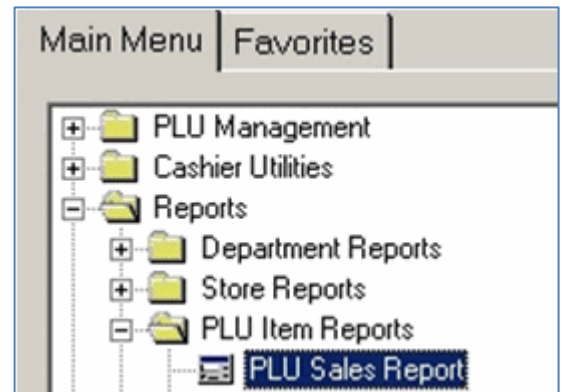 Main Menu Favorites
PLU Management
Cashier Utilities
Reports
Department Reports
Store Reports
PLU Item Reports
PLU Sales Report